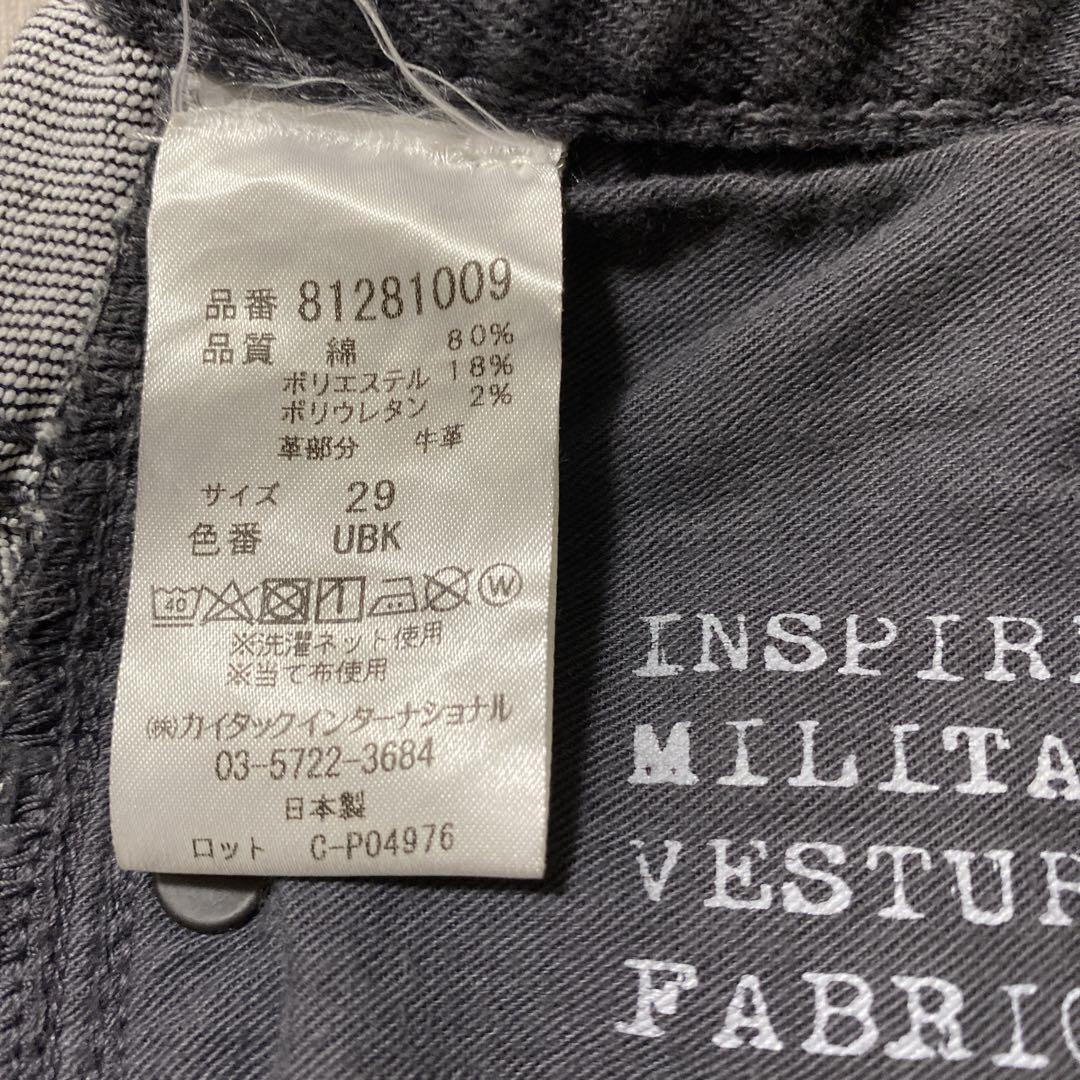 品番 81281009
品質 綿 80%
ポリエステル 18%
ポリウレタン 2%
革部分 牛革
サイズ 29
色番 UBK
40 W
※洗濯ネット使用
※当て布使用
㈱カイタックインターナショナル
03-5722-3684
日本製
ロット C-P04976
INSPIR
MILITA
VESTUR
FABRIC